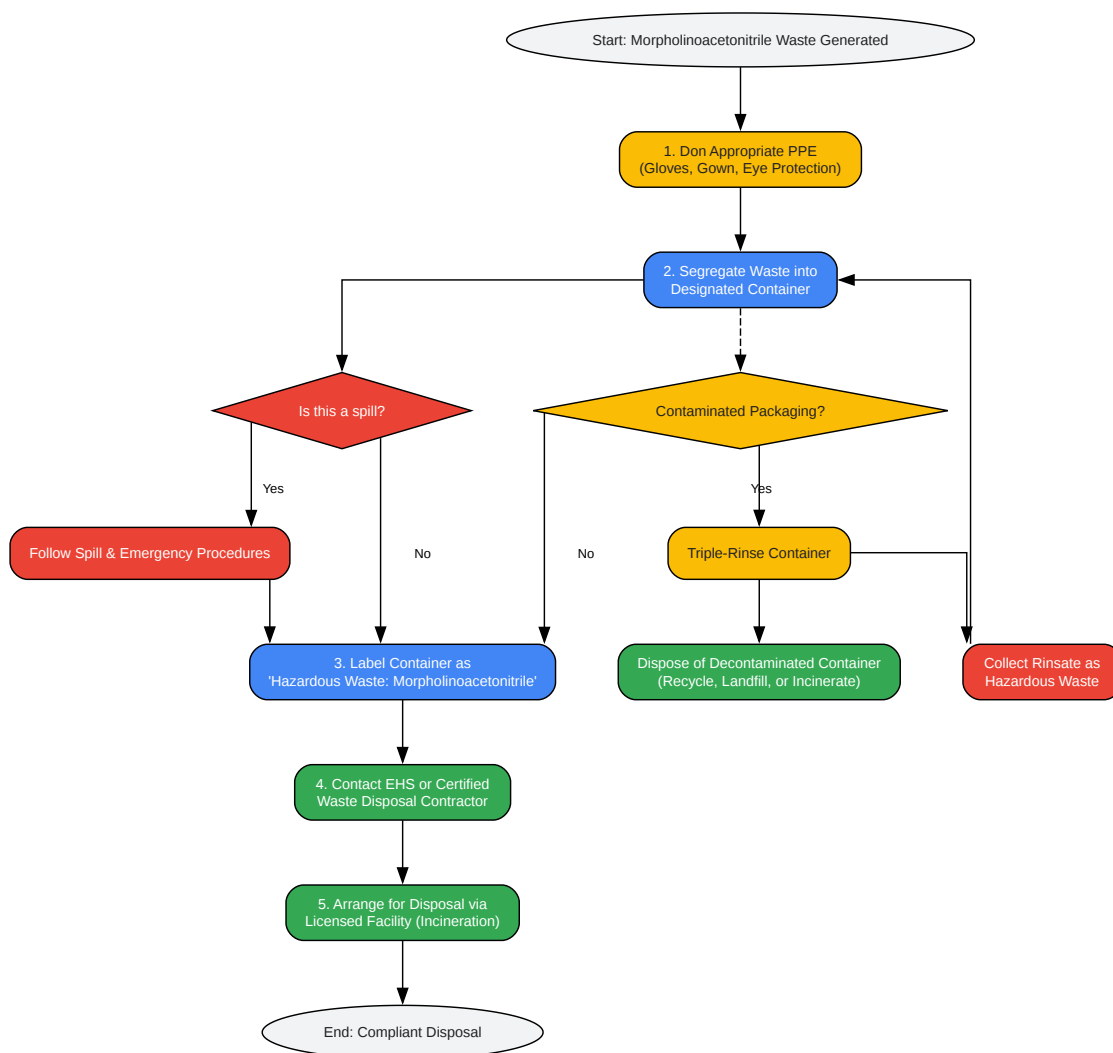 Start: Morpholinoacetonitrile Waste Generated
1. Don Appropriate PPE
(Gloves, Gown, Eye Protection)
2. Segregate Waste into
Designated Container
Is this a spill?
Contaminated Packaging?
Yes
Yes
Follow Spill & Emergency Procedures
No
No
Triple-Rinse Container
3. Label Container as
'Hazardous Waste: Morpholinoacetonitrile'
Dispose of Decontaminated Container
(Recycle, Landfill, or Incinerate)
Collect Rinsate as
Hazardous Waste
4. Contact EHS or Certified
Waste Disposal Contractor
5. Arrange for Disposal via
Licensed Facility (Incineration)
End: Compliant Disposal